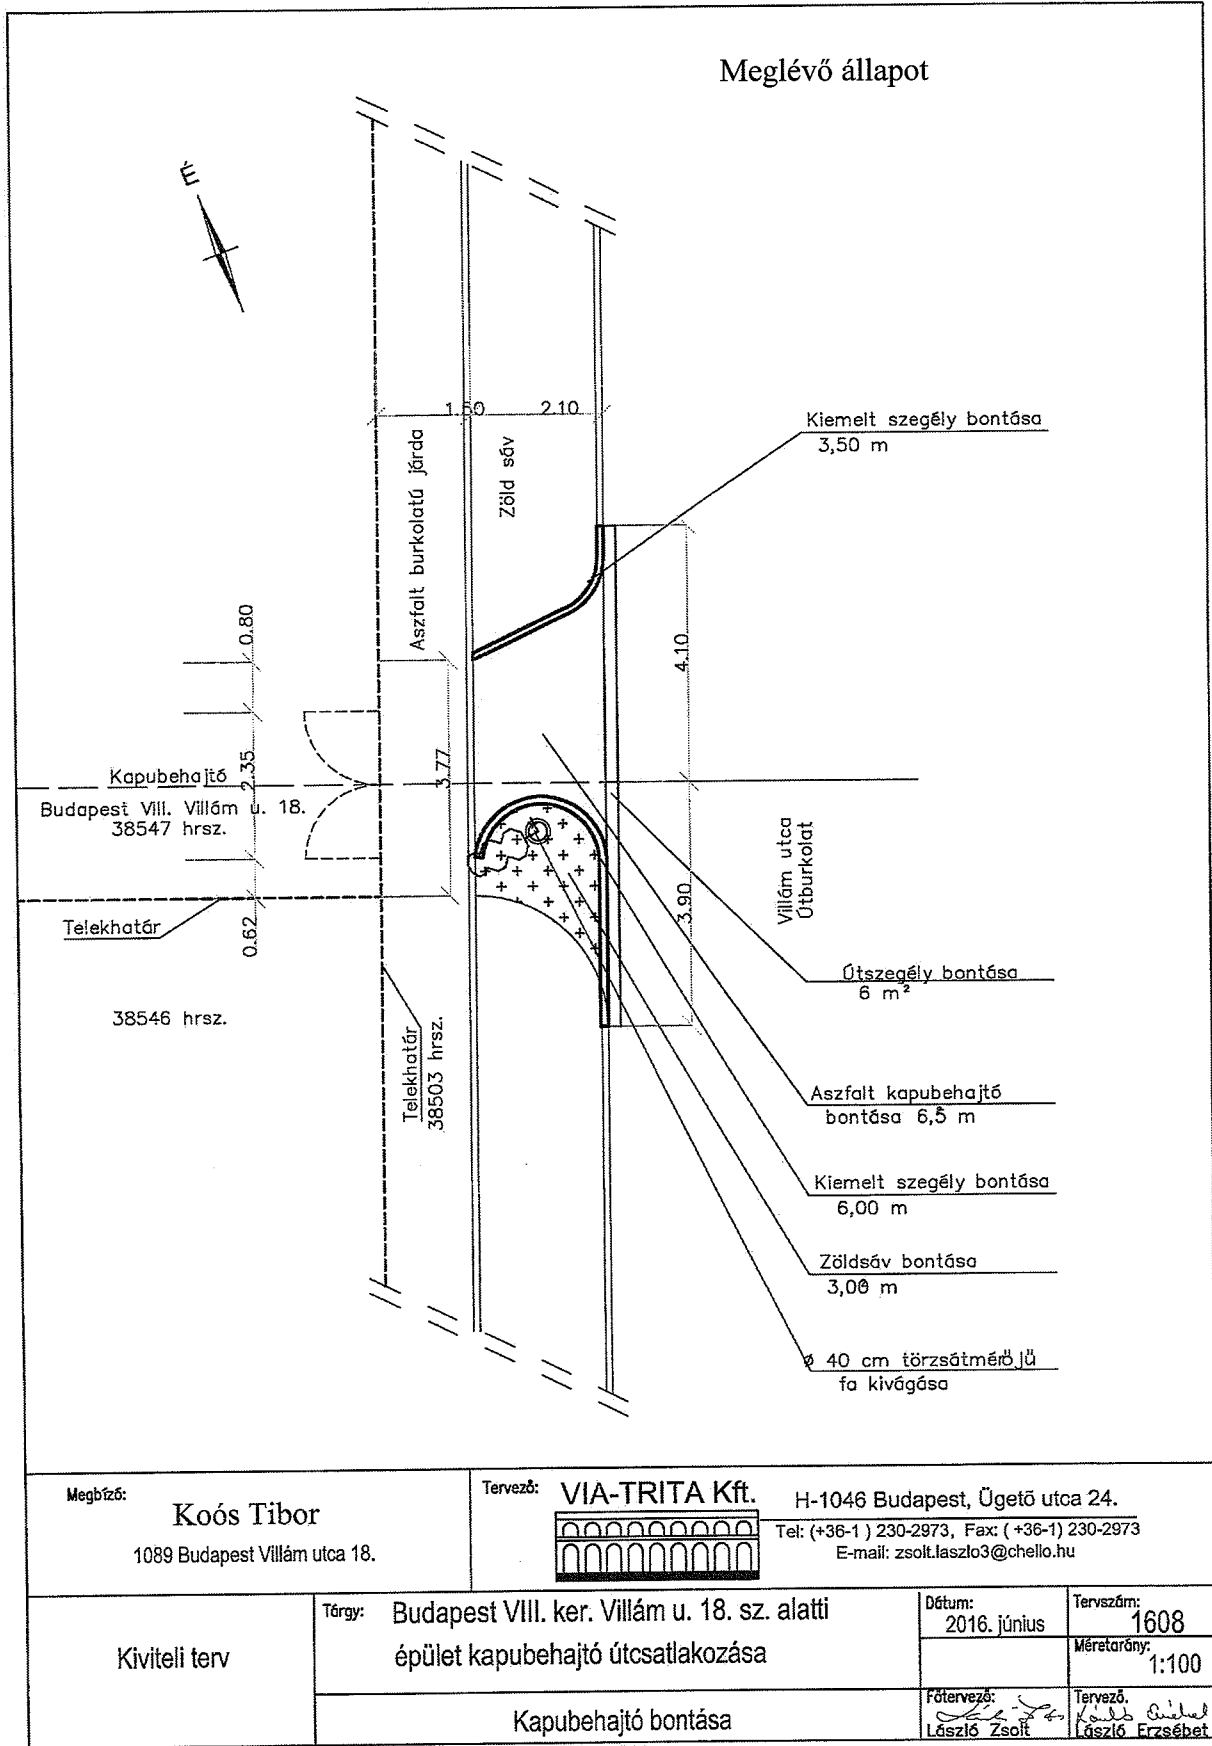 Meglévő állapot
É
1.50
2.10
Kiemelt szegély bontása
3,50 m
Aszfalt burkolatú járda
Zöld sáv
0.80
4.10
2.35
3.77
Kapubehajtó
Budapest VIII. Villám u. 18.
38547 hrsz.
Villám utca
Útburkolat
3.90
Telekhatár
0.62
Útszegély bontása
6 m²
38546 hrsz.
Telekhatár
38503 hrsz.
Aszfalt kapubehajtó
bontása 6,5 m
Kiemelt szegély bontása
6,00 m
Zöldsáv bontása
3,00 m
ø 40 cm törzsátmérőjű
fa kivágása
Megbízó:
Koós Tibor
1089 Budapest Villám utca 18.
Tervező:
VIA-TRITA Kft.
H-1046 Budapest, Ügető utca 24.
Tel: (+36-1 ) 230-2973, Fax: ( +36-1) 230-2973
E-mail: zsolt.laszlo3@chello.hu
Kiviteli terv
Tárgy:
Budapest VIII. ker. Villám u. 18. sz. alatti
épület kapubehajtó útcsatlakozása
Kapubehajtó bontása
Dátum:
2016. június
Tervszám:
1608
Méretarány:
1:100
Főtervező:
László Zsolt
Tervező.
László Erzsébet